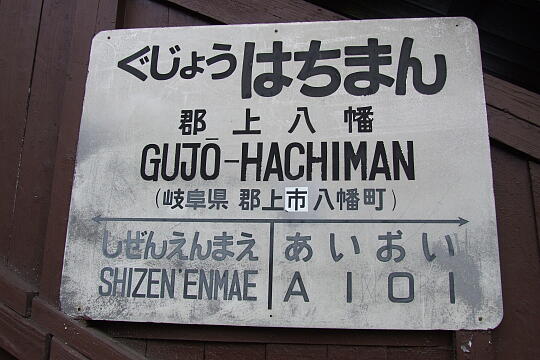 ぐじょうはちまん
郡上八幡
GUJŌ-HACHIMAN
(岐阜県 郡上市八幡町)
しぜんえんまえ あいおい
SHIZEN'ENMAE AIOI